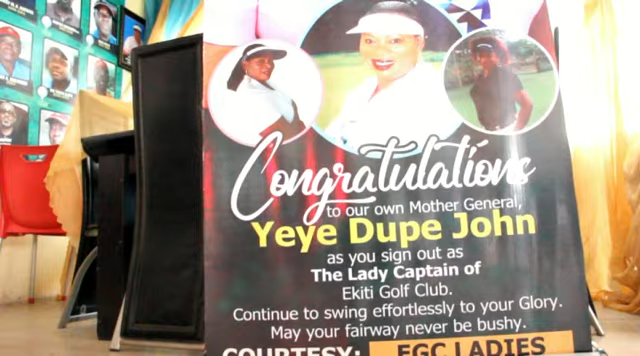 Congratulations
to our own Mother General,
Yeye Dupe John
as you sign out as
The Lady Captain of
Ekiti Golf Club.
Continue to swing effortlessly to your Glory.
May your fairway never be bushy.
COURTESY: EGC LADIES